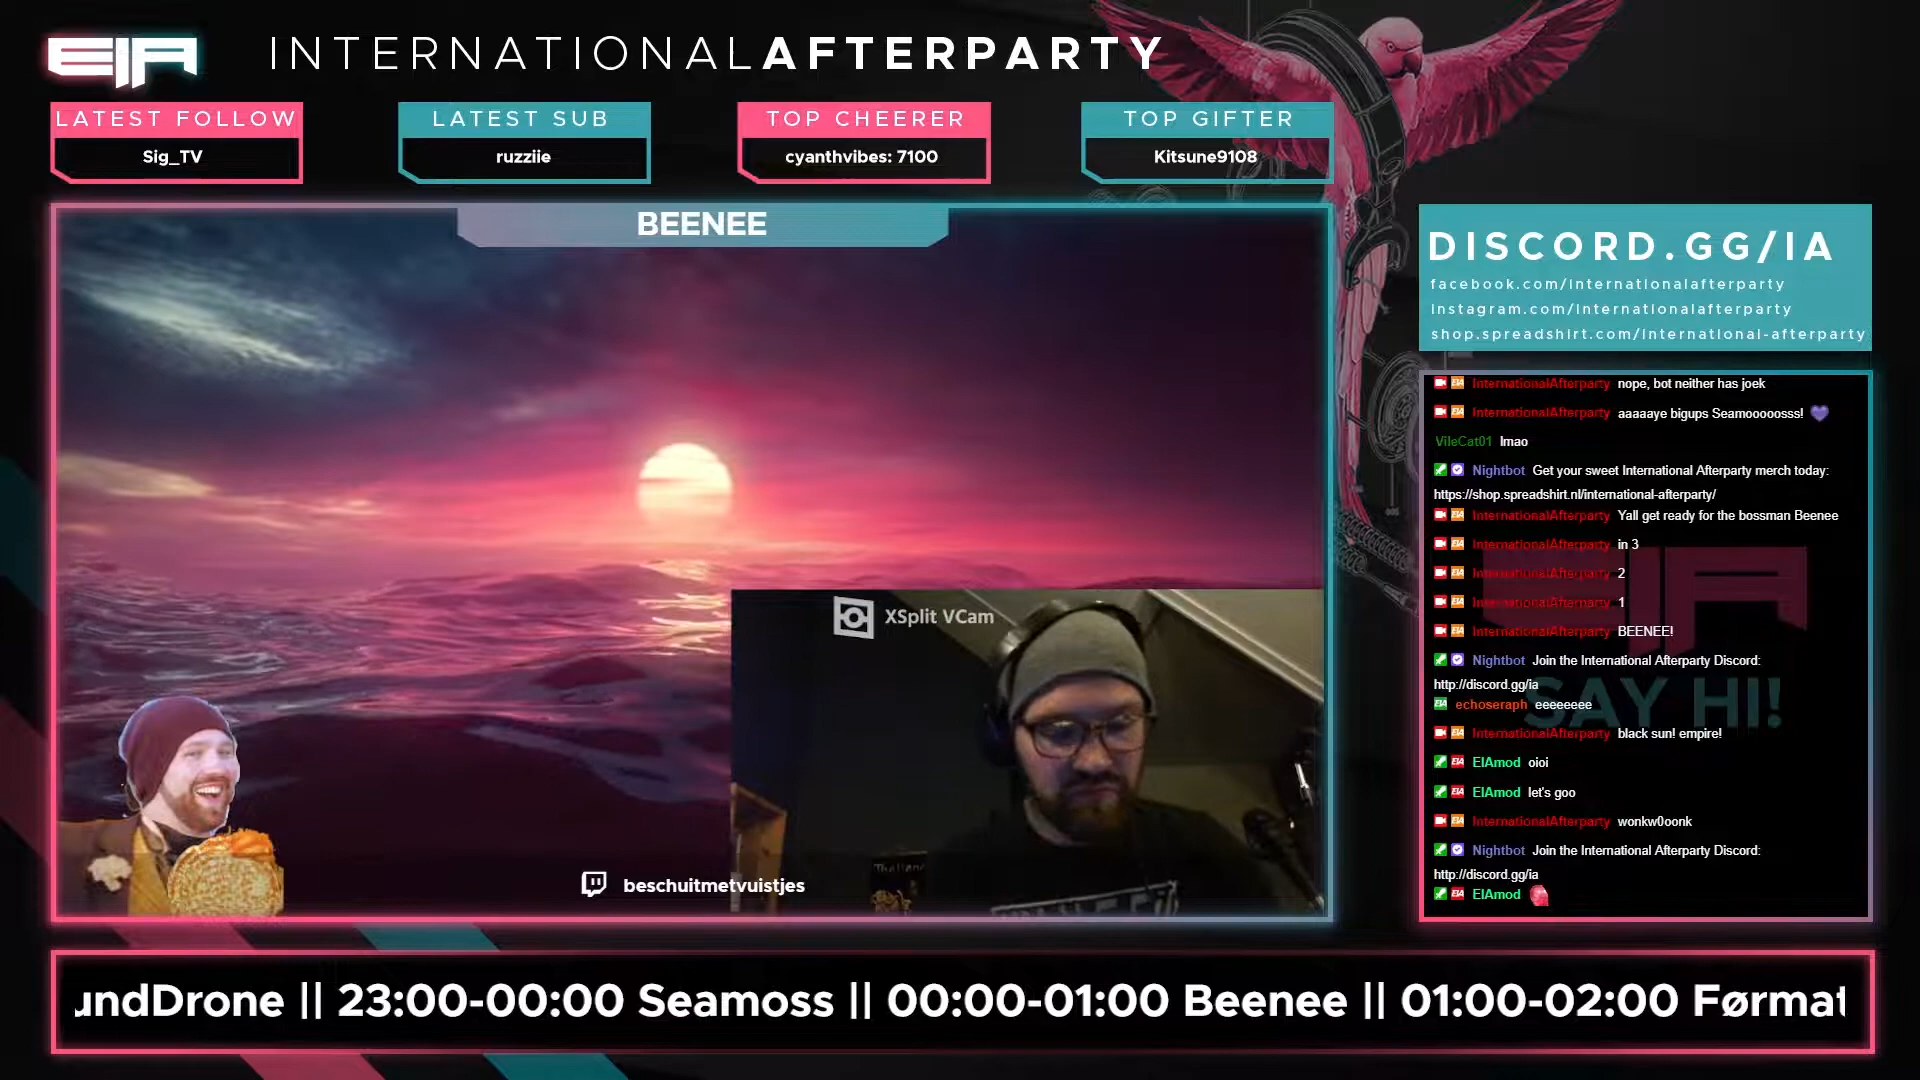 EIA
INTERNATIONALAFTERPARTY
LATEST FOLLOW
Sig_TV
LATEST SUB
ruzziie
TOP CHEERER
cyanthvibes: 7100
TOP GIFTER
Kitsune9108
BEENEE
XSplit VCam
Thailand
beschuitmetvuistjes
DISCORD.GG/IA
facebook.com/internationalafterparty
instagram.com/internationalafterparty
shop.spreadshirt.com/international-afterparty
InternationalAfterparty nope, bot neither has joek
InternationalAfterparty aaaaaye bigups Seamooooosss!
VileCat01 lmao
Nightbot Get your sweet International Afterparty merch today:
https://shop.spreadshirt.nl/international-afterparty/
InternationalAfterparty Yall get ready for the bossman Beenee
InternationalAfterparty in 3
InternationalAfterparty 2
InternationalAfterparty 1
InternationalAfterparty BEENEE!
Nightbot Join the International Afterparty Discord:
http://discord.gg/ia
echoseraph eeeeeeee
InternationalAfterparty black sun! empire!
EIAmod oioi
EIAmod let's goo
InternationalAfterparty wonkw0onk
Nightbot Join the International Afterparty Discord:
http://discord.gg/ia
EIAmod
EIA
SAY HI!
undDrone || 23:00-00:00 Seamoss || 00:00-01:00 Beenee || 01:00-02:00 Førmat